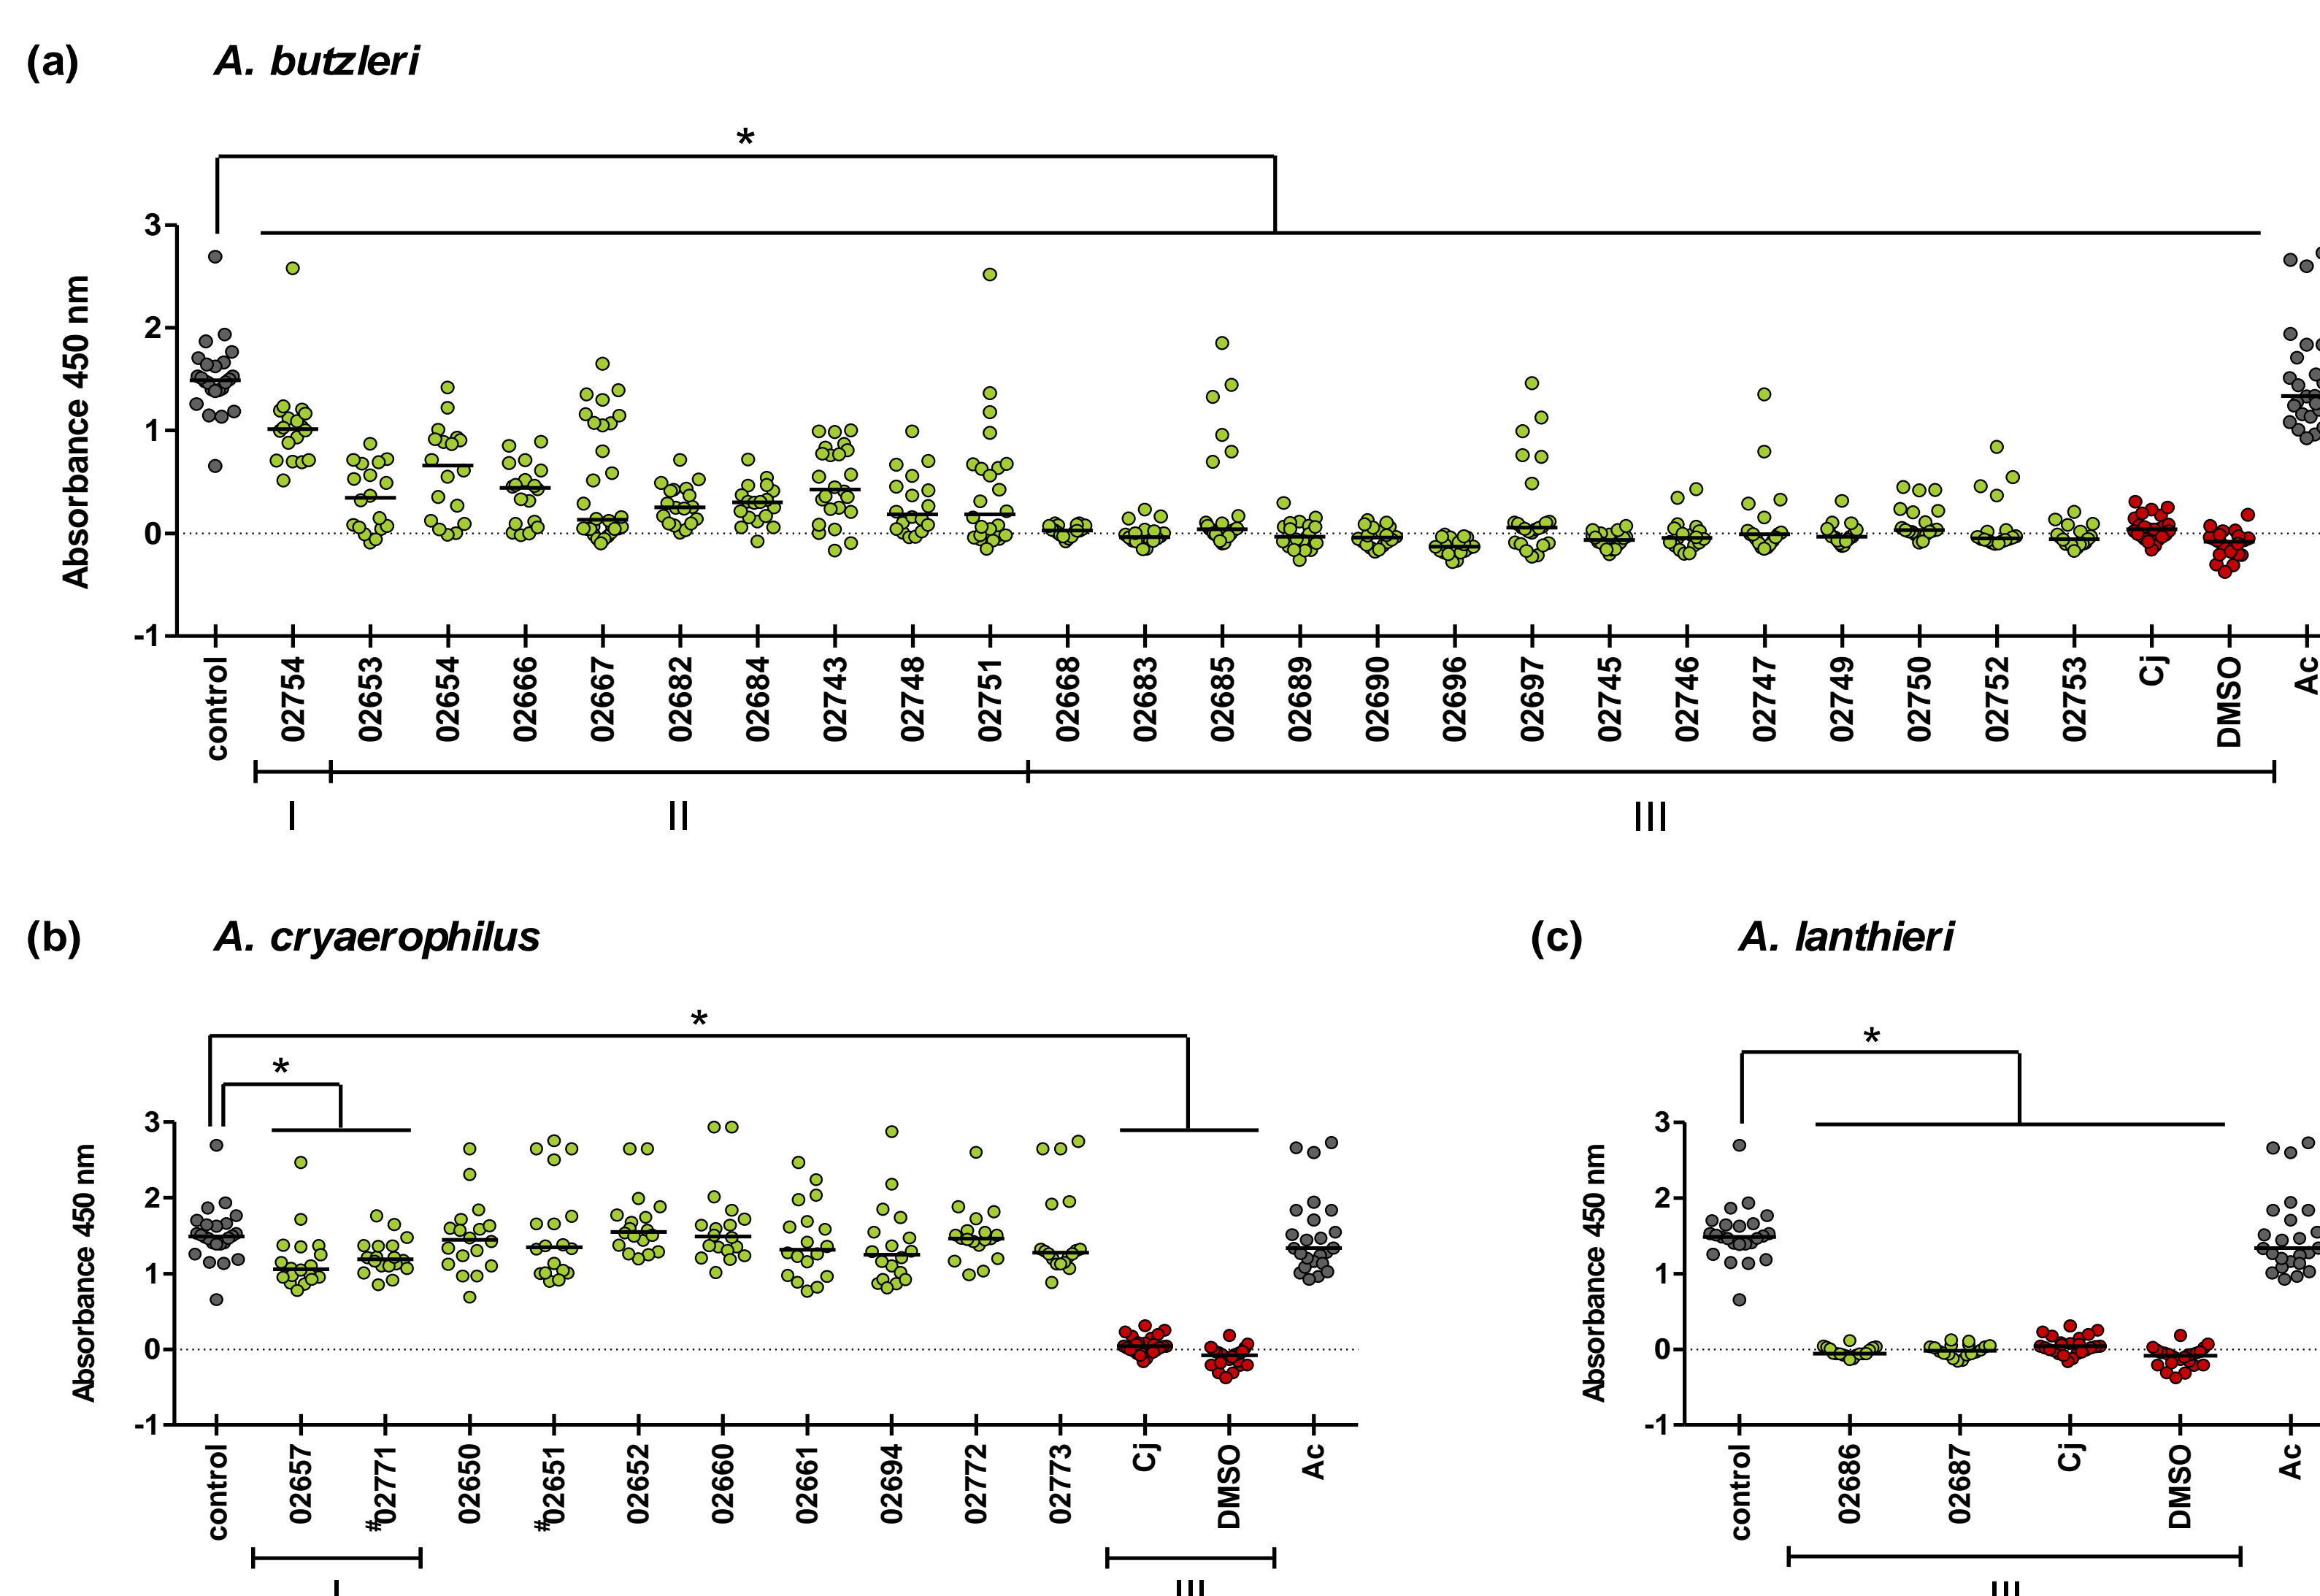 (a) A. butzleri
*
Absorbance 450 nm
3
2
1
0
-1
control 02754 02653 02654 02666 02667 02682 02684 02743 02748 02751 02668 02683 02685 02689 02690 02696 02697 02745 02746 02747 02749 02750 02752 02753 Cj DMSO Ac
I II III
(b) A. cryaerophilus
*
*
Absorbance 450 nm
3
2
1
0
-1
control 02657 #02771 02650 #02651 02652 02660 02661 02694 02772 02773 Cj DMSO Ac
I III
(c) A. lanthieri
*
Absorbance 450 nm
3
2
1
0
-1
control 02686 02687 Cj DMSO Ac
III